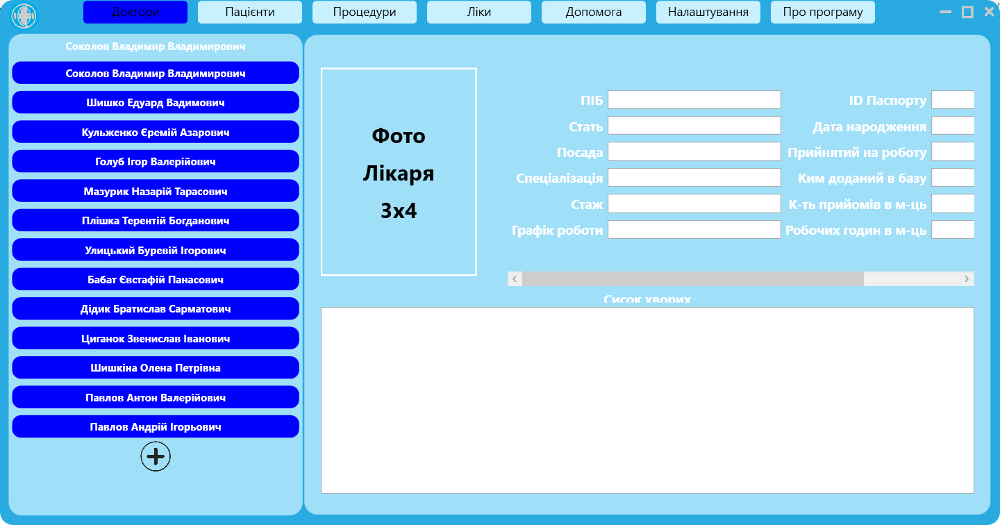 Доктори
Пацієнти
Процедури
Ліки
Допомога
Налаштування
Про програму
Соколов Владимир Владимирович
Соколов Владимир Владимирович
Шишко Едуард Вадимович
Кульженко Єремій Азарович
Голуб Ігор Валерійович
Мазурик Назарій Тарасович
Плішка Терентій Богданович
Улицький Буревій Ігорович
Бабат Євстафій Панасович
Дідик Братислав Сарматович
Циганок Звенислав Іванович
Шишкіна Олена Петрівна
Павлов Антон Валерійович
Павлов Андрій Ігорьович
Фото
Лікаря
3x4
ПІБ
Стать
Посада
Спеціалізація
Стаж
Графік роботи
ID Паспорту
Дата народження
Прийнятий на роботу
Ким доданий в базу
К-ть прийомів в м-ць
Робочих годин в м-ць
Сисок хворих